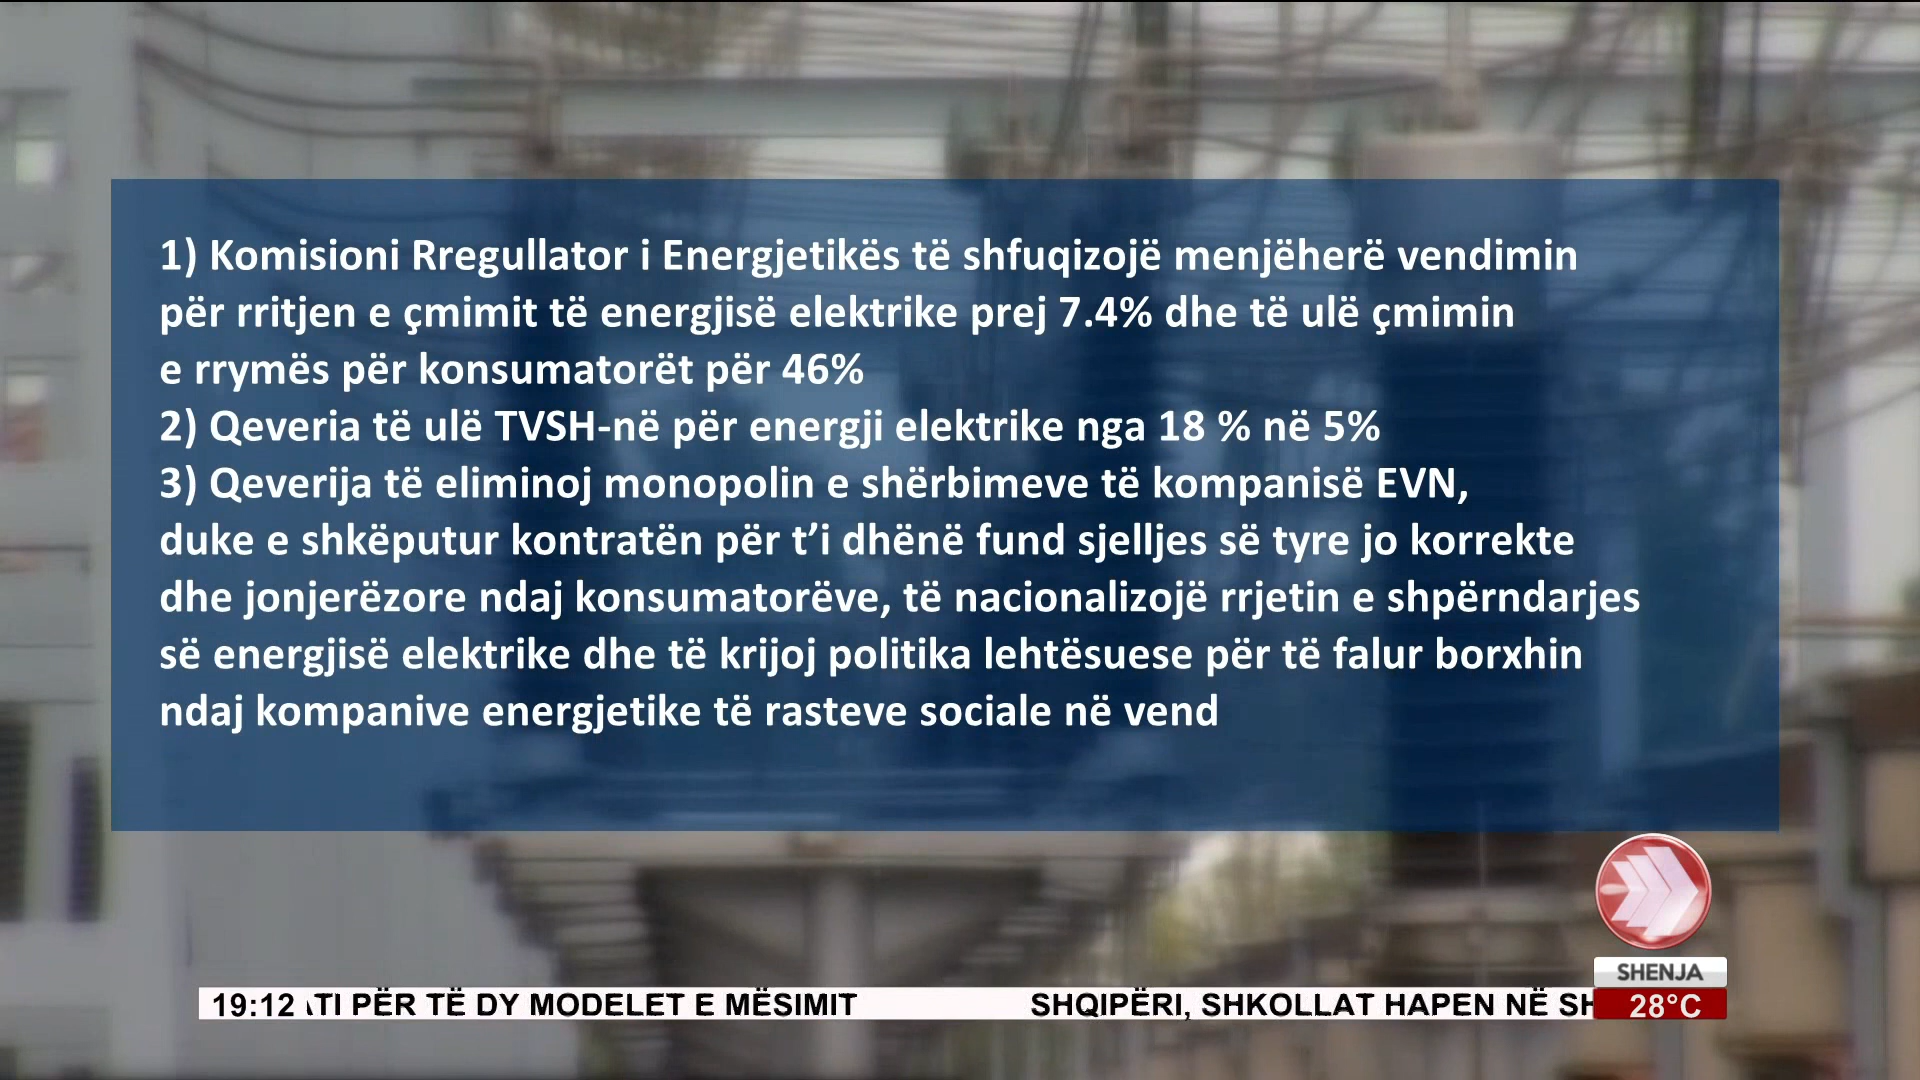 1) Komisioni Rregullator i Energjetikës të shfuqizojë menjëherë vendimin
për rritjen e çmimit të energjisë elektrike prej 7.4% dhe të ulë çmimin
e rrymës për konsumatorët për 46%
2) Qeveria të ulë TVSH-në për energji elektrike nga 18 % në 5%
3) Qeverija të eliminoj monopolin e shërbimeve të kompanisë EVN,
duke e shkëputur kontratën për t’i dhënë fund sjelljes së tyre jo korrekte
dhe jonjerëzore ndaj konsumatorëve, të nacionalizojë rrjetin e shpërndarjes
së energjisë elektrike dhe të krijoj politika lehtësuese për të falur borxhin
ndaj kompanive energjetike të rasteve sociale në vend
SHENJA
19:12 TI PËR TË DY MODELET E MËSIMIT SHQIPËRI, SHKOLLAT HAPEN NË SH 28°C